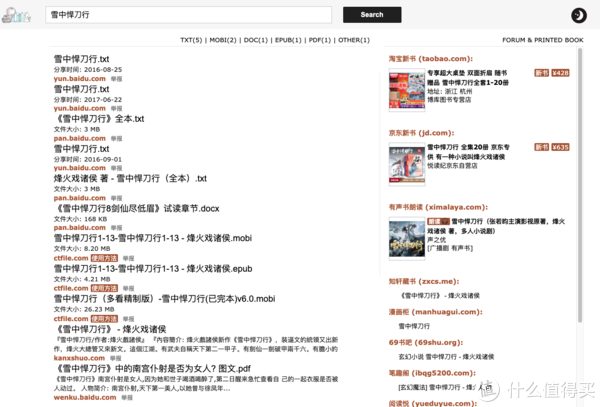 雪中悍刀行
Search
TXT(5) | MOBI(2) | DOC(1) | EPUB(1) | PDF(1) | OTHER(1)
雪中悍刀行.txt
分享时间: 2016-08-25
yun.baidu.com 举报
雪中悍刀行.txt
分享时间: 2017-06-22
yun.baidu.com 举报
《雪中悍刀行》全本.txt
文件大小: 3 MB
pan.baidu.com 举报
雪中悍刀行.txt
分享时间: 2016-09-01
yun.baidu.com 举报
烽火戏诸侯 著 - 雪中悍刀行（全本）.txt
文件大小: 3 MB
pan.baidu.com 举报
《雪中悍刀行8剑仙尽低眉》试读章节.docx
文件大小: 168 KB
pan.baidu.com 举报
雪中悍刀行1-13-雪中悍刀行1-13 - 烽火戏诸侯.mobi
文件大小: 8.20 MB
ctfile.com 使用方法 举报
雪中悍刀行1-13-雪中悍刀行1-13 - 烽火戏诸侯.epub
文件大小: 4.21 MB
ctfile.com 使用方法 举报
雪中悍刀行（多看精制版）-雪中悍刀行(已完本)v6.0.mobi
文件大小: 26.23 MB
ctfile.com 使用方法 举报
《雪中悍刀行》 - 烽火戏诸侯
『雪中悍刀行/作者:烽火戲諸侯』 『內容簡介: 烽火戲諸侯新作《雪中悍刀行》，裝逼文的統領又出新
作，烽火大總管又來新文，這個江湖，有武夫自稱天下第二一甲子。有劍仙一劍破甲兩千六。有膽小的
kanxshuo.com 举报
《雪中悍刀行》中的南宫仆射是否为女人? 图文.pdf
《雪中悍刀行》南宫仆射是女人,因为她和世子喝酒喝醉了,第二日醒来急忙查看自 己的一起衣服是否被
人动过。 人物简介: 南宫仆射,天下第一美人,以她曾与徐凤年...
wenku.baidu.com 举报
FORUM & PRINTED BOOK
淘宝新书 (taobao.com):
专享超大桌垫 双面折扇 随书
赠品 雪中悍刀行全套1-20册
地址: 浙江 杭州
博库图书专营店
新书 ¥428
京东新书 (jd.com):
雪中悍刀行 全集20册 京东专
供 有一种小说叫烽火戏诸侯
悦读纪京东自营店
新书 ¥635
有声书朗读 (ximalaya.com):
雪中悍刀行（张若昀主演影视原著，烽火
戏诸侯 著，多人小说剧）
声之优
[广播剧 有声书]
知轩藏书 (zxcs.me):
《雪中悍刀行》 - 烽火戏诸侯
漫画柜 (manhuagui.com):
雪中悍刀行
69书吧 (69shu.org):
玄幻小说 雪中悍刀行 - 烽火戏诸侯
笔趣阁 (ibqg5200.com):
[玄幻魔法] 雪中悍刀行 - 烽火戏诸侯
阅读悦 (yueduyue.com):
值 什么值得买